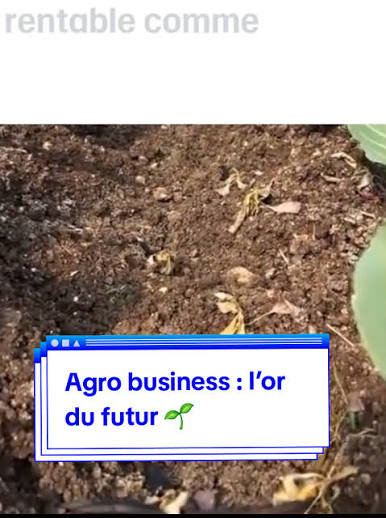 rentable comme
Agro business : l’or
du futur 🌱